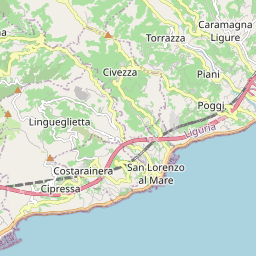 Caramagna
Ligure
Torrazza
Civezza
Piani
Poggi
Lingueglietta
Liguria
Costarainera
San Lorenzo
al Mare
Cipressa